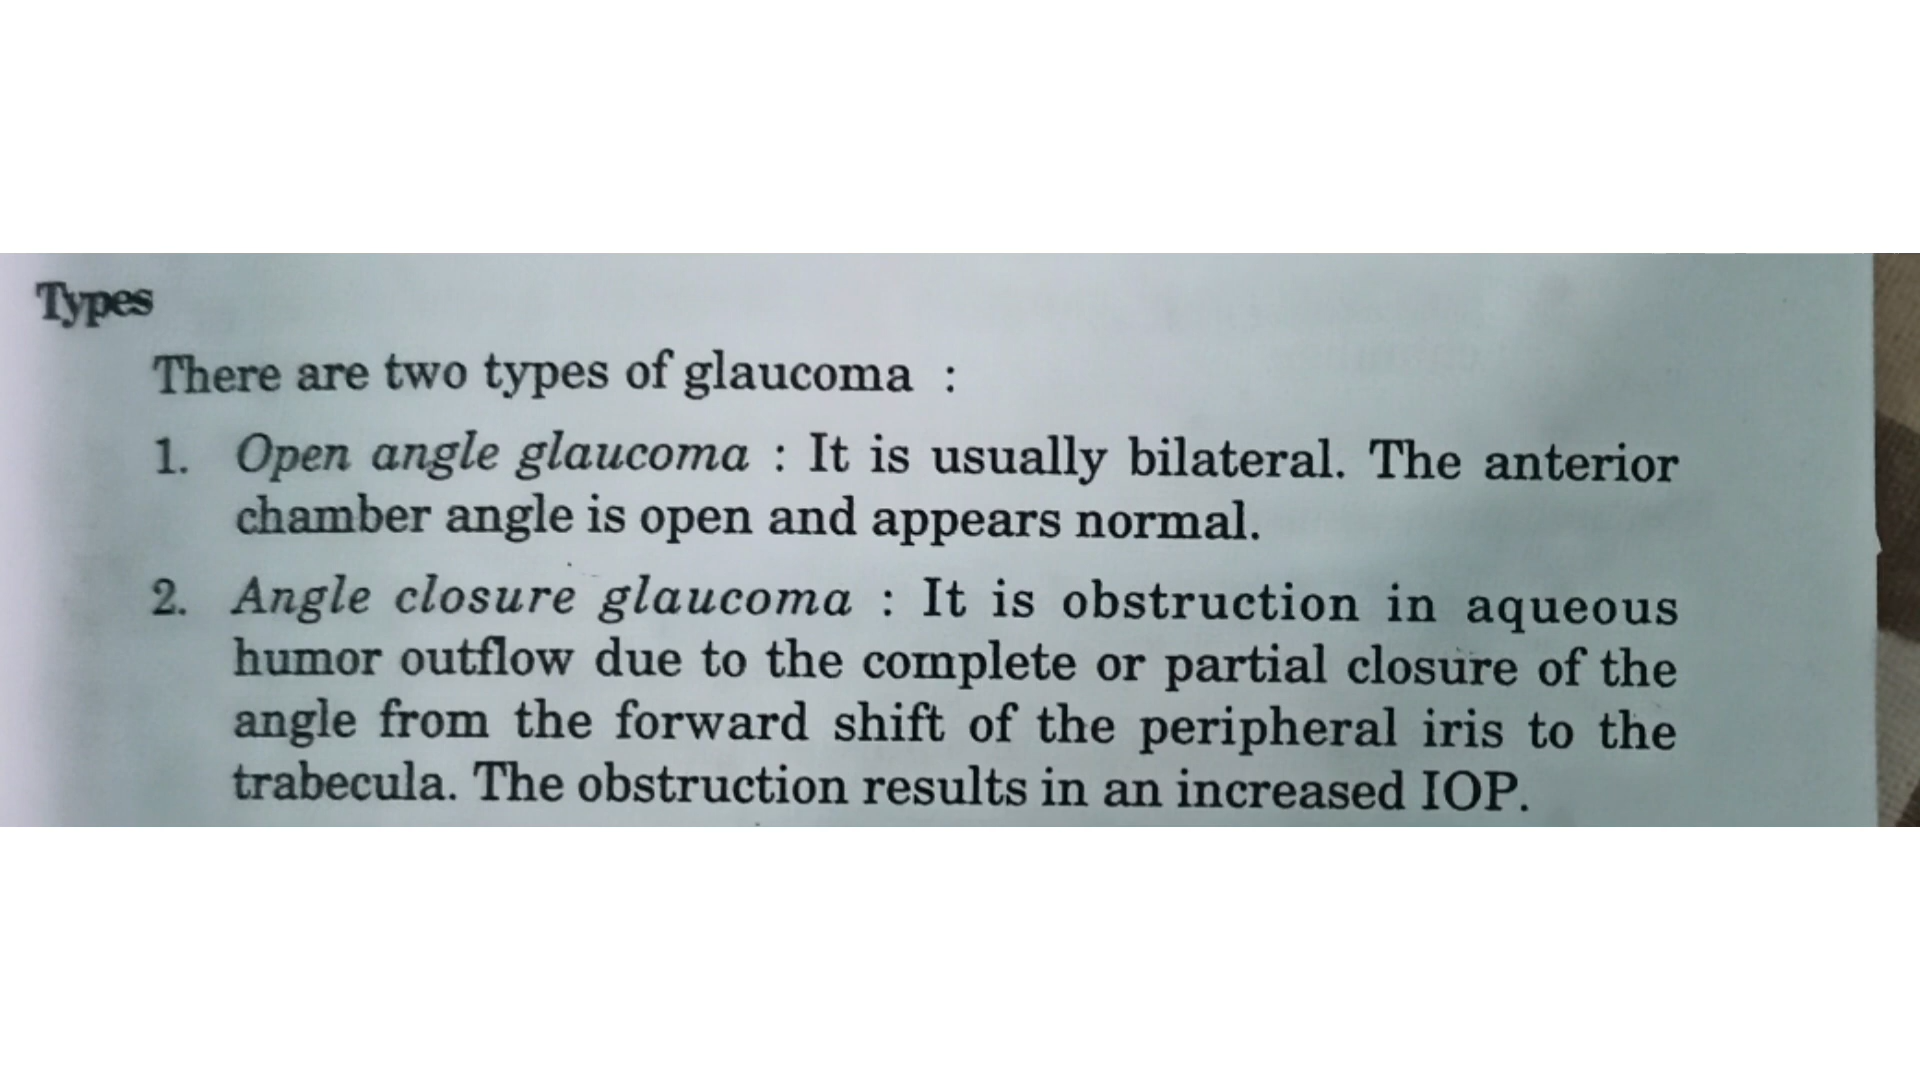 Types
There are two types of glaucoma :
1. Open angle glaucoma : It is usually bilateral. The anterior
chamber angle is open and appears normal.
2. Angle closure glaucoma : It is obstruction in aqueous
humor outflow due to the complete or partial closure of the
angle from the forward shift of the peripheral iris to the
trabecula. The obstruction results in an increased IOP.